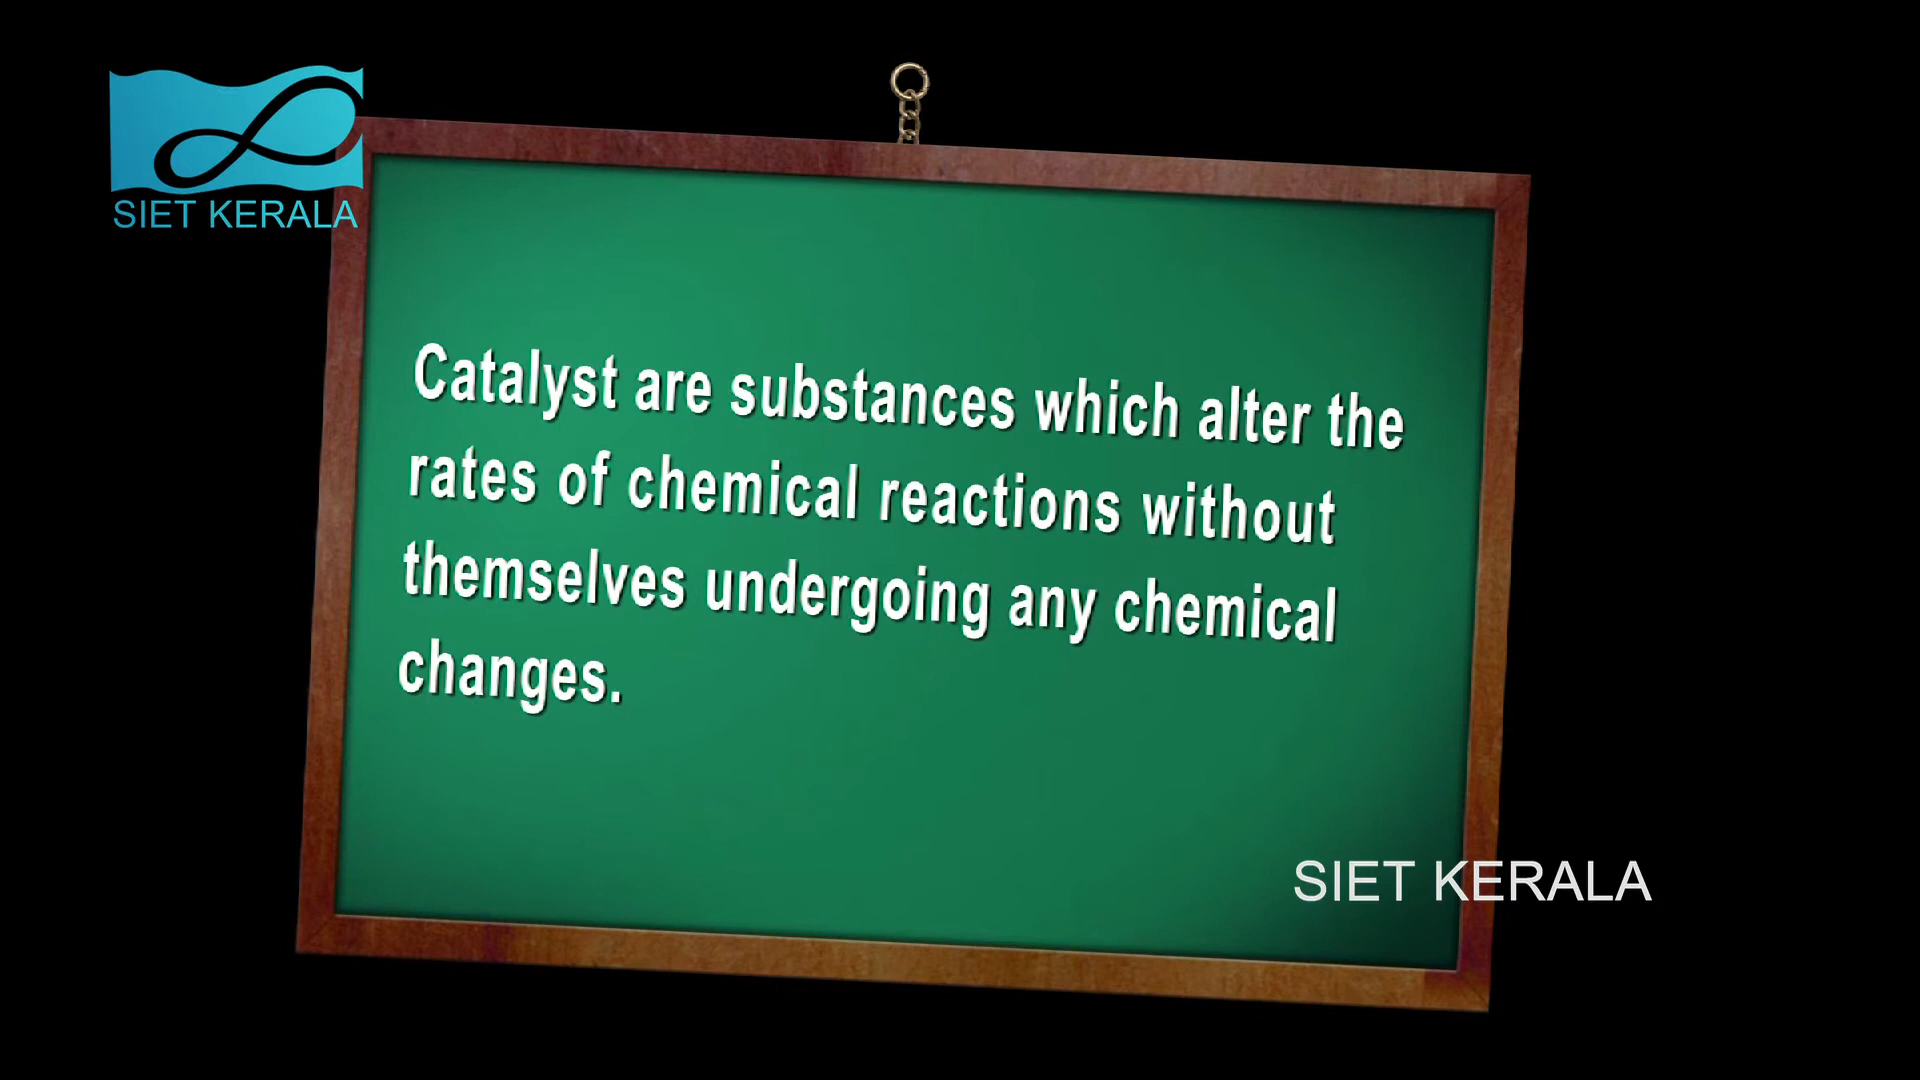 SIET KERALA
Catalyst are substances which alter the
rates of chemical reactions without
themselves undergoing any chemical
changes.
SIET KERALA